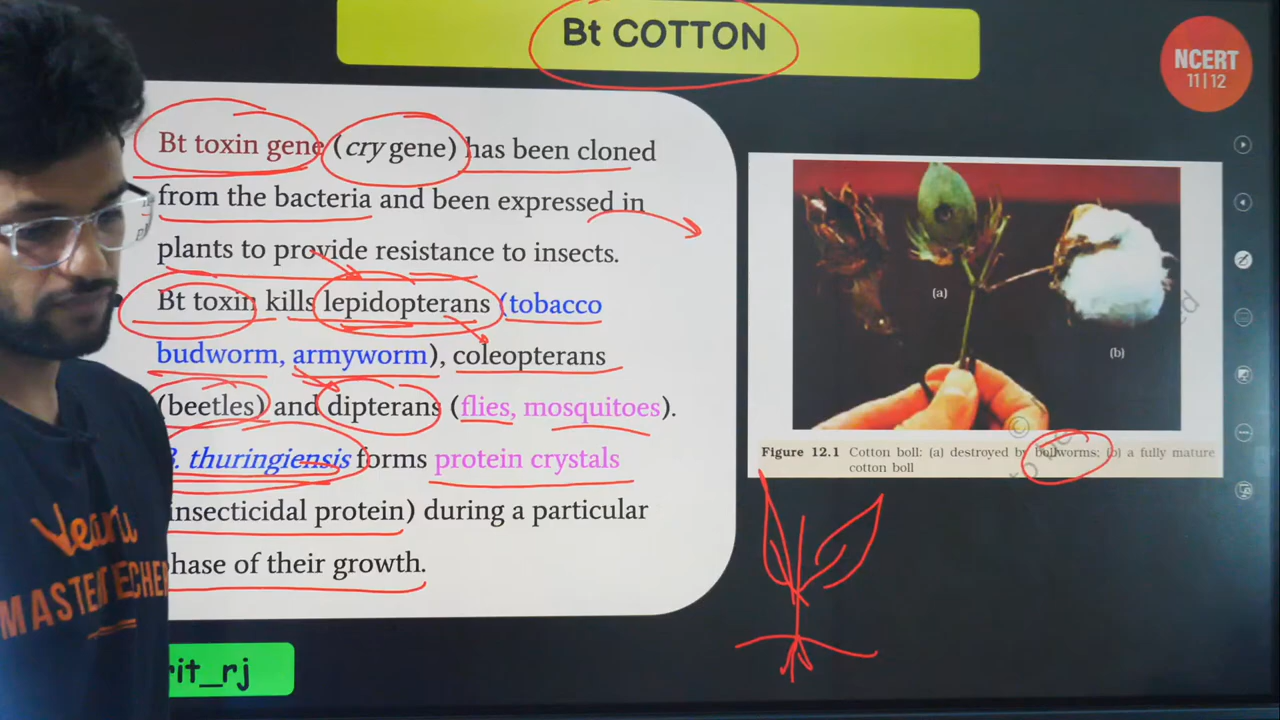 Bt COTTON
NCERT
11|12
Bt toxin gene (cry gene) has been cloned
from the bacteria and been expressed in
plants to provide resistance to insects.
Bt toxin kills lepidopterans (tobacco
budworm, armyworm), coleopterans
(beetles) and dipterans (flies, mosquitoes).
B. thuringiensis forms protein crystals
insecticidal protein) during a particular
phase of their growth.
(a)
(b)
Figure 12.1 Cotton boll: (a) destroyed by bollworms; (b) a fully mature
cotton boll
rit_rj